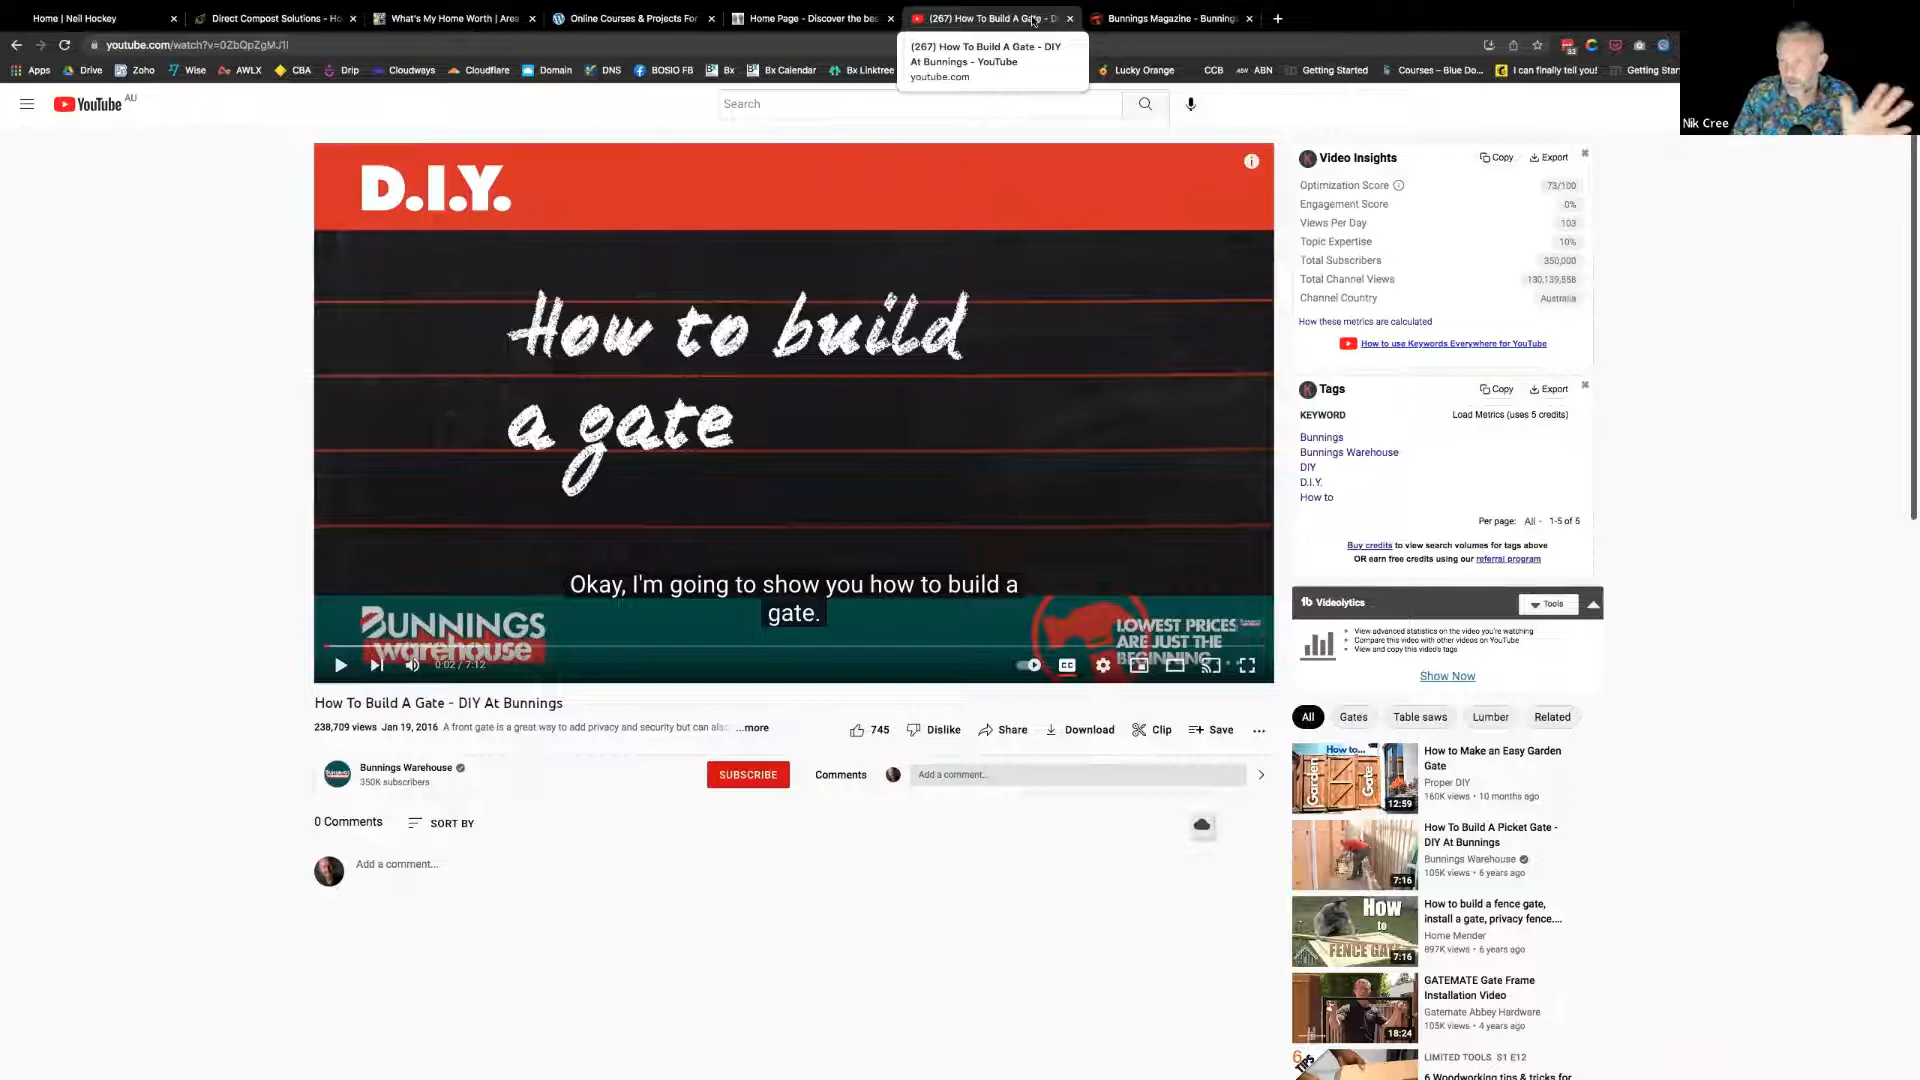 Home | Neil Hockey
Direct Compost Solutions - Ho
What's My Home Worth | Area
Online Courses & Projects For
Home Page - Discover the bes
(267) How To Build A Gate - D
Bunnings Magazine - Bunnings
youtube.com/watch?v=0ZbQpZgMJ1I
(267) How To Build A Gate - DIY
At Bunnings - YouTube
youtube.com
32
Apps
Drive
Zoho
Wise
AWLX
CBA
Drip
Cloudways
Cloudflare
Domain
DNS
BOSIO FB
Bx
Bx Calendar
Bx Linktree
Lucky Orange
CCB
ABN
Getting Started
Courses – Blue Do...
I can finally tell you!
Getting Star
Nik Cree
YouTube AU
Search
D.I.Y.
How to build
a gate
Okay, I'm going to show you how to build a
gate.
BUNNINGS
warehouse
LOWEST PRICES
ARE JUST THE
BEGINNING
0:02 / 7:12
CC
How To Build A Gate - DIY At Bunnings
238,709 views Jan 19, 2016 A front gate is a great way to add privacy and security but can also ...more
745
Dislike
Share
Download
Clip
Save
Bunnings Warehouse
350K subscribers
SUBSCRIBE
Comments
Add a comment...
0 Comments
SORT BY
Add a comment...
Video Insights
Copy
Export
Optimization Score 73/100
Engagement Score 0%
Views Per Day 103
Topic Expertise 10%
Total Subscribers 350,000
Total Channel Views 130,139,558
Channel Country Australia
How these metrics are calculated
How to use Keywords Everywhere for YouTube
Tags
Copy
Export
KEYWORD
Load Metrics (uses 5 credits)
Bunnings
Bunnings Warehouse
DIY
D.I.Y.
How to
Per page: All - 1-5 of 5
Buy credits to view search volumes for tags above
OR earn free credits using our referral program
tb Videolytics
Tools
View advanced statistics on the video you're watching
Compare this video with other videos on YouTube
View and copy this video's tags
Show Now
All
Gates
Table saws
Lumber
Related
How to...
Garden
Gate
12:59
How to Make an Easy Garden
Gate
Proper DIY
160K views • 10 months ago
7:16
How To Build A Picket Gate -
DIY At Bunnings
Bunnings Warehouse
105K views • 6 years ago
How
to
FENCE GATE
7:16
How to build a fence gate,
install a gate, privacy fence....
Home Mender
897K views • 6 years ago
18:24
GATEMATE Gate Frame
Installation Video
Gatemate Abbey Hardware
105K views • 4 years ago
6
TIPS
LIMITED TOOLS S1 E12
6 Woodworking tips & tricks for